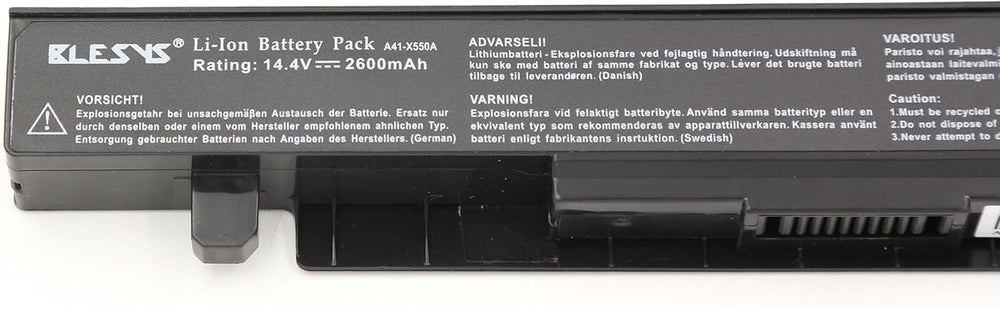 BLESYS® Li-Ion Battery Pack A41-X550A
Rating: 14.4V 2600mAh
VORSICHT!
Explosionsgetahr bei unsachgemäßen Austausch der Batterie. Ersatz nur
durch denselben oder einem vom Hersteller empfohlenem ähnlichen Typ.
Entsorgung gebrauchter Batterien nach Angaben des Herstellers. (German)
ADVARSELI!
Lithiumbatteri - Eksplosionsfare ved fejlagtig håndtering. Udskiftning må
kun ske med batteri af samme fabrikat og type. Léver det brugte batteri
tilbage til leverandøren. (Danish)
VARNING!
Explosionsfara vid felaktigt batteribyte. Använd samma batterityp eller en
ekvivalent typ som rekommenderas av apparattillverkaren. Kassera använt
batteri enligt fabrikantens insrtuktion. (Swedish)
VAROITUS!
Paristo voi rajahtaa,
ainoastaan laitevalmi
paristo valmistagan
Caution:
1.Must be recycled
2.Do not dispose of
3.Never attempt to